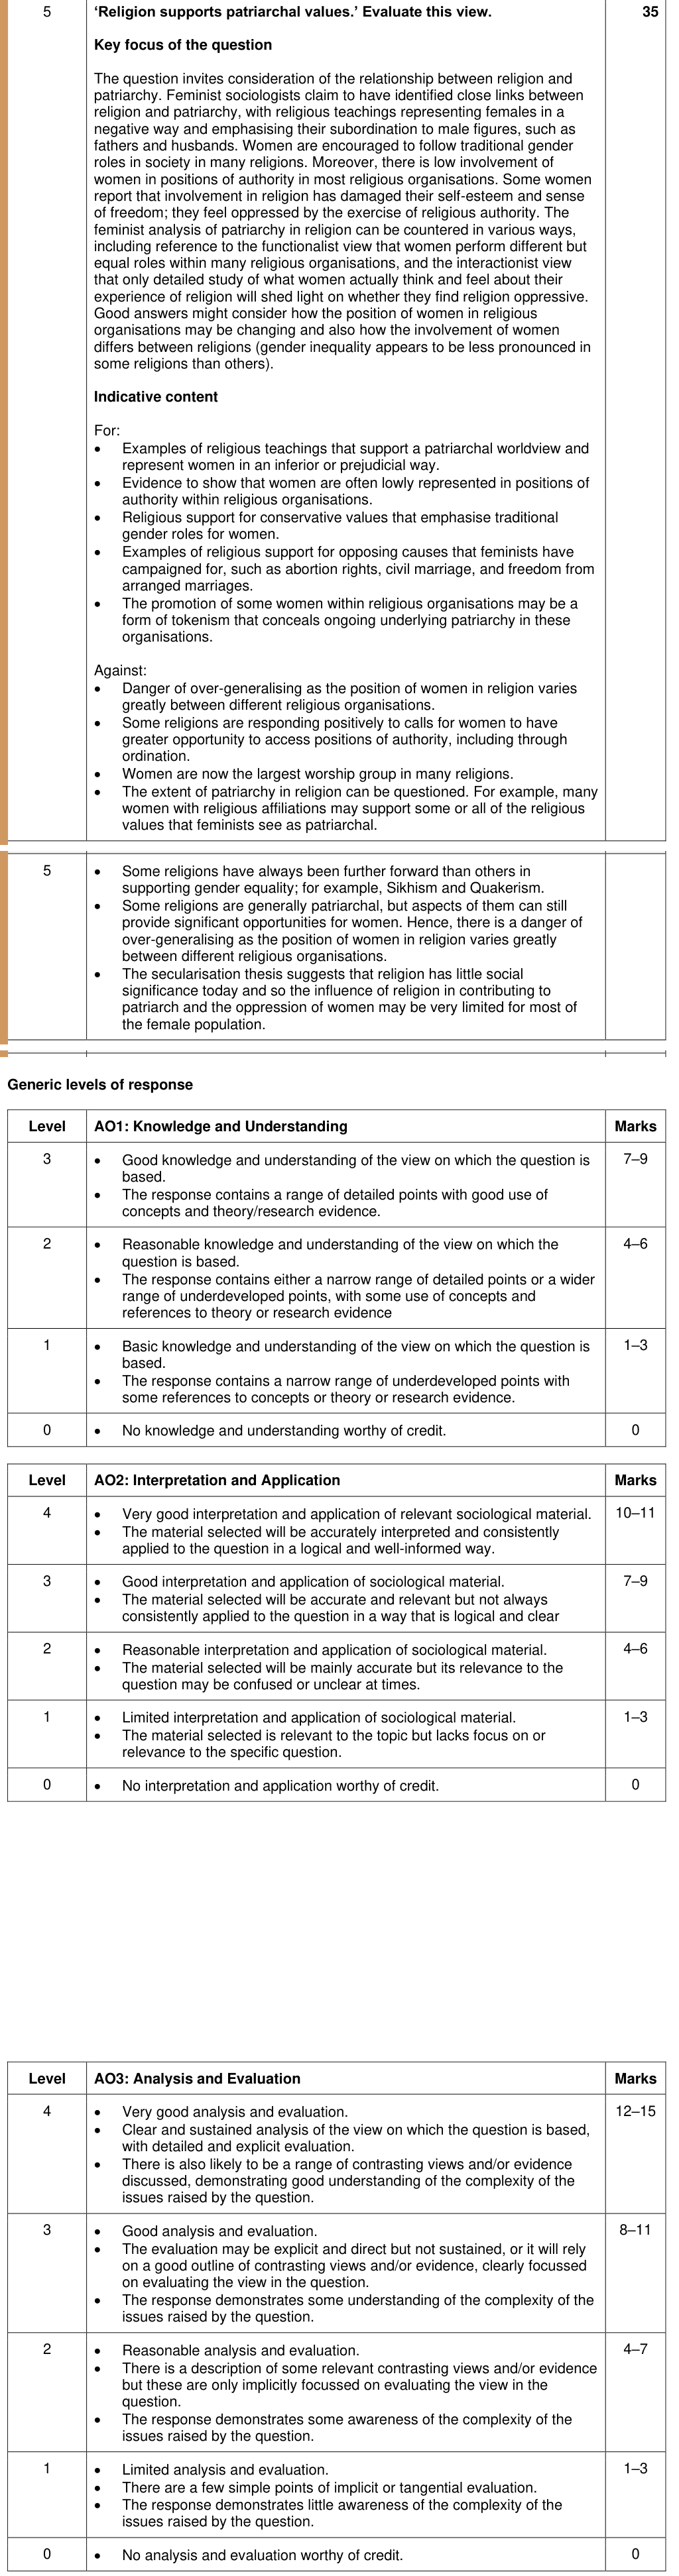 5 ‘Religion supports patriarchal values.’ Evaluate this view. 35
Key focus of the question
The question invites consideration of the relationship between religion and
patriarchy. Feminist sociologists claim to have identified close links between
religion and patriarchy, with religious teachings representing females in a
negative way and emphasising their subordination to male figures, such as
fathers and husbands. Women are encouraged to follow traditional gender
roles in society in many religions. Moreover, there is low involvement of
women in positions of authority in most religious organisations. Some women
report that involvement in religion has damaged their self-esteem and sense
of freedom; they feel oppressed by the exercise of religious authority. The
feminist analysis of patriarchy in religion can be countered in various ways,
including reference to the functionalist view that women perform different but
equal roles within many religious organisations, and the interactionist view
that only detailed study of what women actually think and feel about their
experience of religion will shed light on whether they find religion oppressive.
Good answers might consider how the position of women in religious
organisations may be changing and also how the involvement of women
differs between religions (gender inequality appears to be less pronounced in
some religions than others).
Indicative content
For:
• Examples of religious teachings that support a patriarchal worldview and
represent women in an inferior or prejudicial way.
• Evidence to show that women are often lowly represented in positions of
authority within religious organisations.
• Religious support for conservative values that emphasise traditional
gender roles for women.
• Examples of religious support for opposing causes that feminists have
campaigned for, such as abortion rights, civil marriage, and freedom from
arranged marriages.
• The promotion of some women within religious organisations may be a
form of tokenism that conceals ongoing underlying patriarchy in these
organisations.
Against:
• Danger of over-generalising as the position of women in religion varies
greatly between different religious organisations.
• Some religions are responding positively to calls for women to have
greater opportunity to access positions of authority, including through
ordination.
• Women are now the largest worship group in many religions.
• The extent of patriarchy in religion can be questioned. For example, many
women with religious affiliations may support some or all of the religious
values that feminists see as patriarchal.
5 • Some religions have always been further forward than others in
supporting gender equality; for example, Sikhism and Quakerism.
• Some religions are generally patriarchal, but aspects of them can still
provide significant opportunities for women. Hence, there is a danger of
over-generalising as the position of women in religion varies greatly
between different religious organisations.
• The secularisation thesis suggests that religion has little social
significance today and so the influence of religion in contributing to
patriarch and the oppression of women may be very limited for most of
the female population.
Generic levels of response
Level AO1: Knowledge and Understanding Marks
3 • Good knowledge and understanding of the view on which the question is 7–9
based.
• The response contains a range of detailed points with good use of
concepts and theory/research evidence.
2 • Reasonable knowledge and understanding of the view on which the 4–6
question is based.
• The response contains either a narrow range of detailed points or a wider
range of underdeveloped points, with some use of concepts and
references to theory or research evidence
1 • Basic knowledge and understanding of the view on which the question is 1–3
based.
• The response contains a narrow range of underdeveloped points with
some references to concepts or theory or research evidence.
0 • No knowledge and understanding worthy of credit. 0
Level AO2: Interpretation and Application Marks
4 • Very good interpretation and application of relevant sociological material. 10–11
• The material selected will be accurately interpreted and consistently
applied to the question in a logical and well-informed way.
3 • Good interpretation and application of sociological material. 7–9
• The material selected will be accurate and relevant but not always
consistently applied to the question in a way that is logical and clear
2 • Reasonable interpretation and application of sociological material. 4–6
• The material selected will be mainly accurate but its relevance to the
question may be confused or unclear at times.
1 • Limited interpretation and application of sociological material. 1–3
• The material selected is relevant to the topic but lacks focus on or
relevance to the specific question.
0 • No interpretation and application worthy of credit. 0
Level AO3: Analysis and Evaluation Marks
4 • Very good analysis and evaluation. 12–15
• Clear and sustained analysis of the view on which the question is based,
with detailed and explicit evaluation.
• There is also likely to be a range of contrasting views and/or evidence
discussed, demonstrating good understanding of the complexity of the
issues raised by the question.
3 • Good analysis and evaluation. 8–11
• The evaluation may be explicit and direct but not sustained, or it will rely
on a good outline of contrasting views and/or evidence, clearly focussed
on evaluating the view in the question.
• The response demonstrates some understanding of the complexity of the
issues raised by the question.
2 • Reasonable analysis and evaluation. 4–7
• There is a description of some relevant contrasting views and/or evidence
but these are only implicitly focussed on evaluating the view in the
question.
• The response demonstrates some awareness of the complexity of the
issues raised by the question.
1 • Limited analysis and evaluation. 1–3
• There are a few simple points of implicit or tangential evaluation.
• The response demonstrates little awareness of the complexity of the
issues raised by the question.
0 • No analysis and evaluation worthy of credit. 0